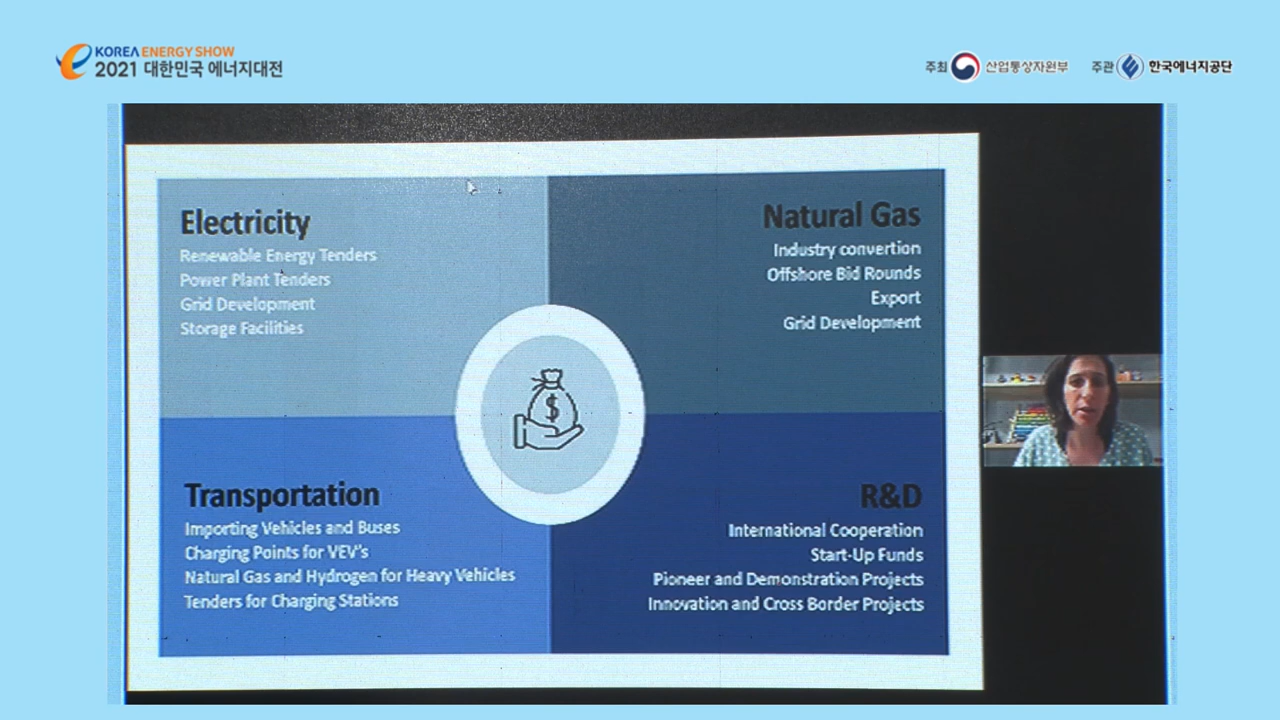 KOREA ENERGY SHOW
2021 대한민국 에너지대전
주최 산업통상자원부 주관 한국에너지공단
Electricity
Renewable Energy Tenders
Power Plant Tenders
Grid Development
Storage Facilities
Natural Gas
Industry convertion
Offshore Bid Rounds
Export
Grid Development
$
Transportation
Importing Vehicles and Buses
Charging Points for VEV's
Natural Gas and Hydrogen for Heavy Vehicles
Tenders for Charging Stations
R&D
International Cooperation
Start-Up Funds
Pioneer and Demonstration Projects
Innovation and Cross Border Projects